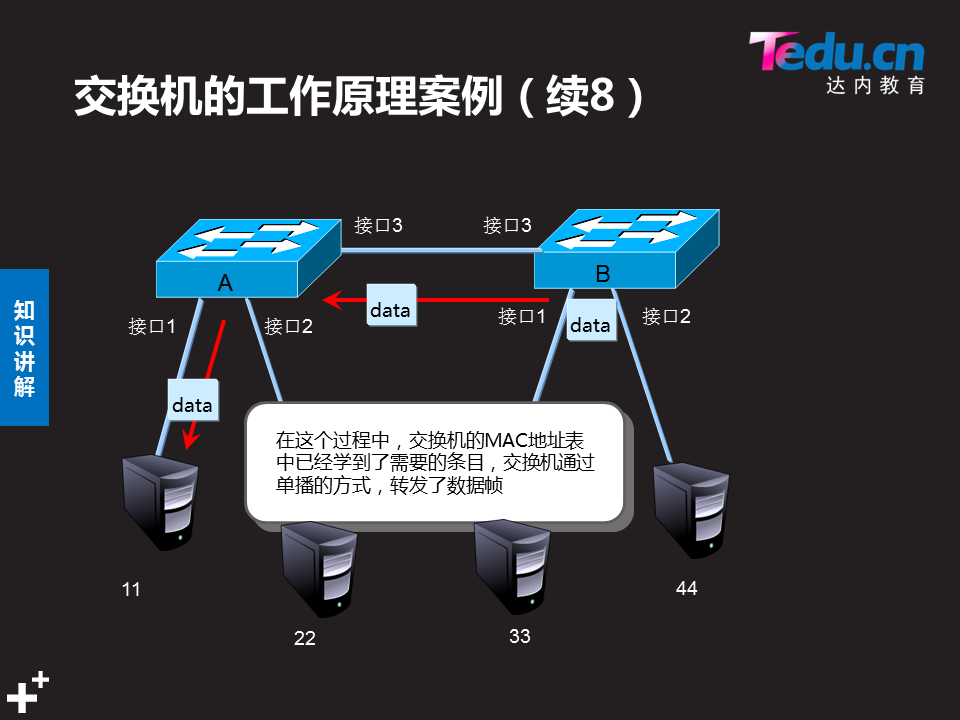 Tedu.cn
达内教育
交换机的工作原理案例（续8）
知
识
讲
解
接口3
接口3
A
B
接口1
接口2
data
接口1
data
接口2
data
在这个过程中，交换机的MAC地址表
中已经学到了需要的条目，交换机通过
单播的方式，转发了数据帧
11
22
33
44